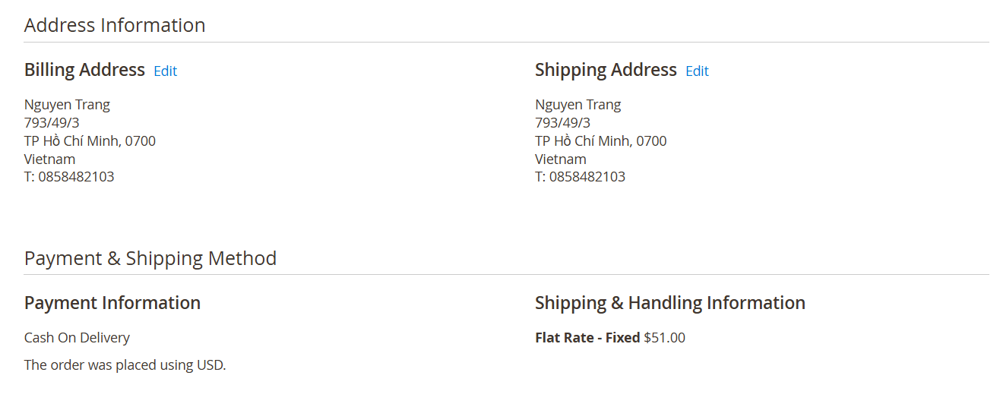 Address Information
Billing Address Edit
Nguyen Trang
793/49/3
TP Hồ Chí Minh, 0700
Vietnam
T: 0858482103
Shipping Address Edit
Nguyen Trang
793/49/3
TP Hồ Chí Minh, 0700
Vietnam
T: 0858482103
Payment & Shipping Method
Payment Information
Cash On Delivery
The order was placed using USD.
Shipping & Handling Information
Flat Rate - Fixed $51.00